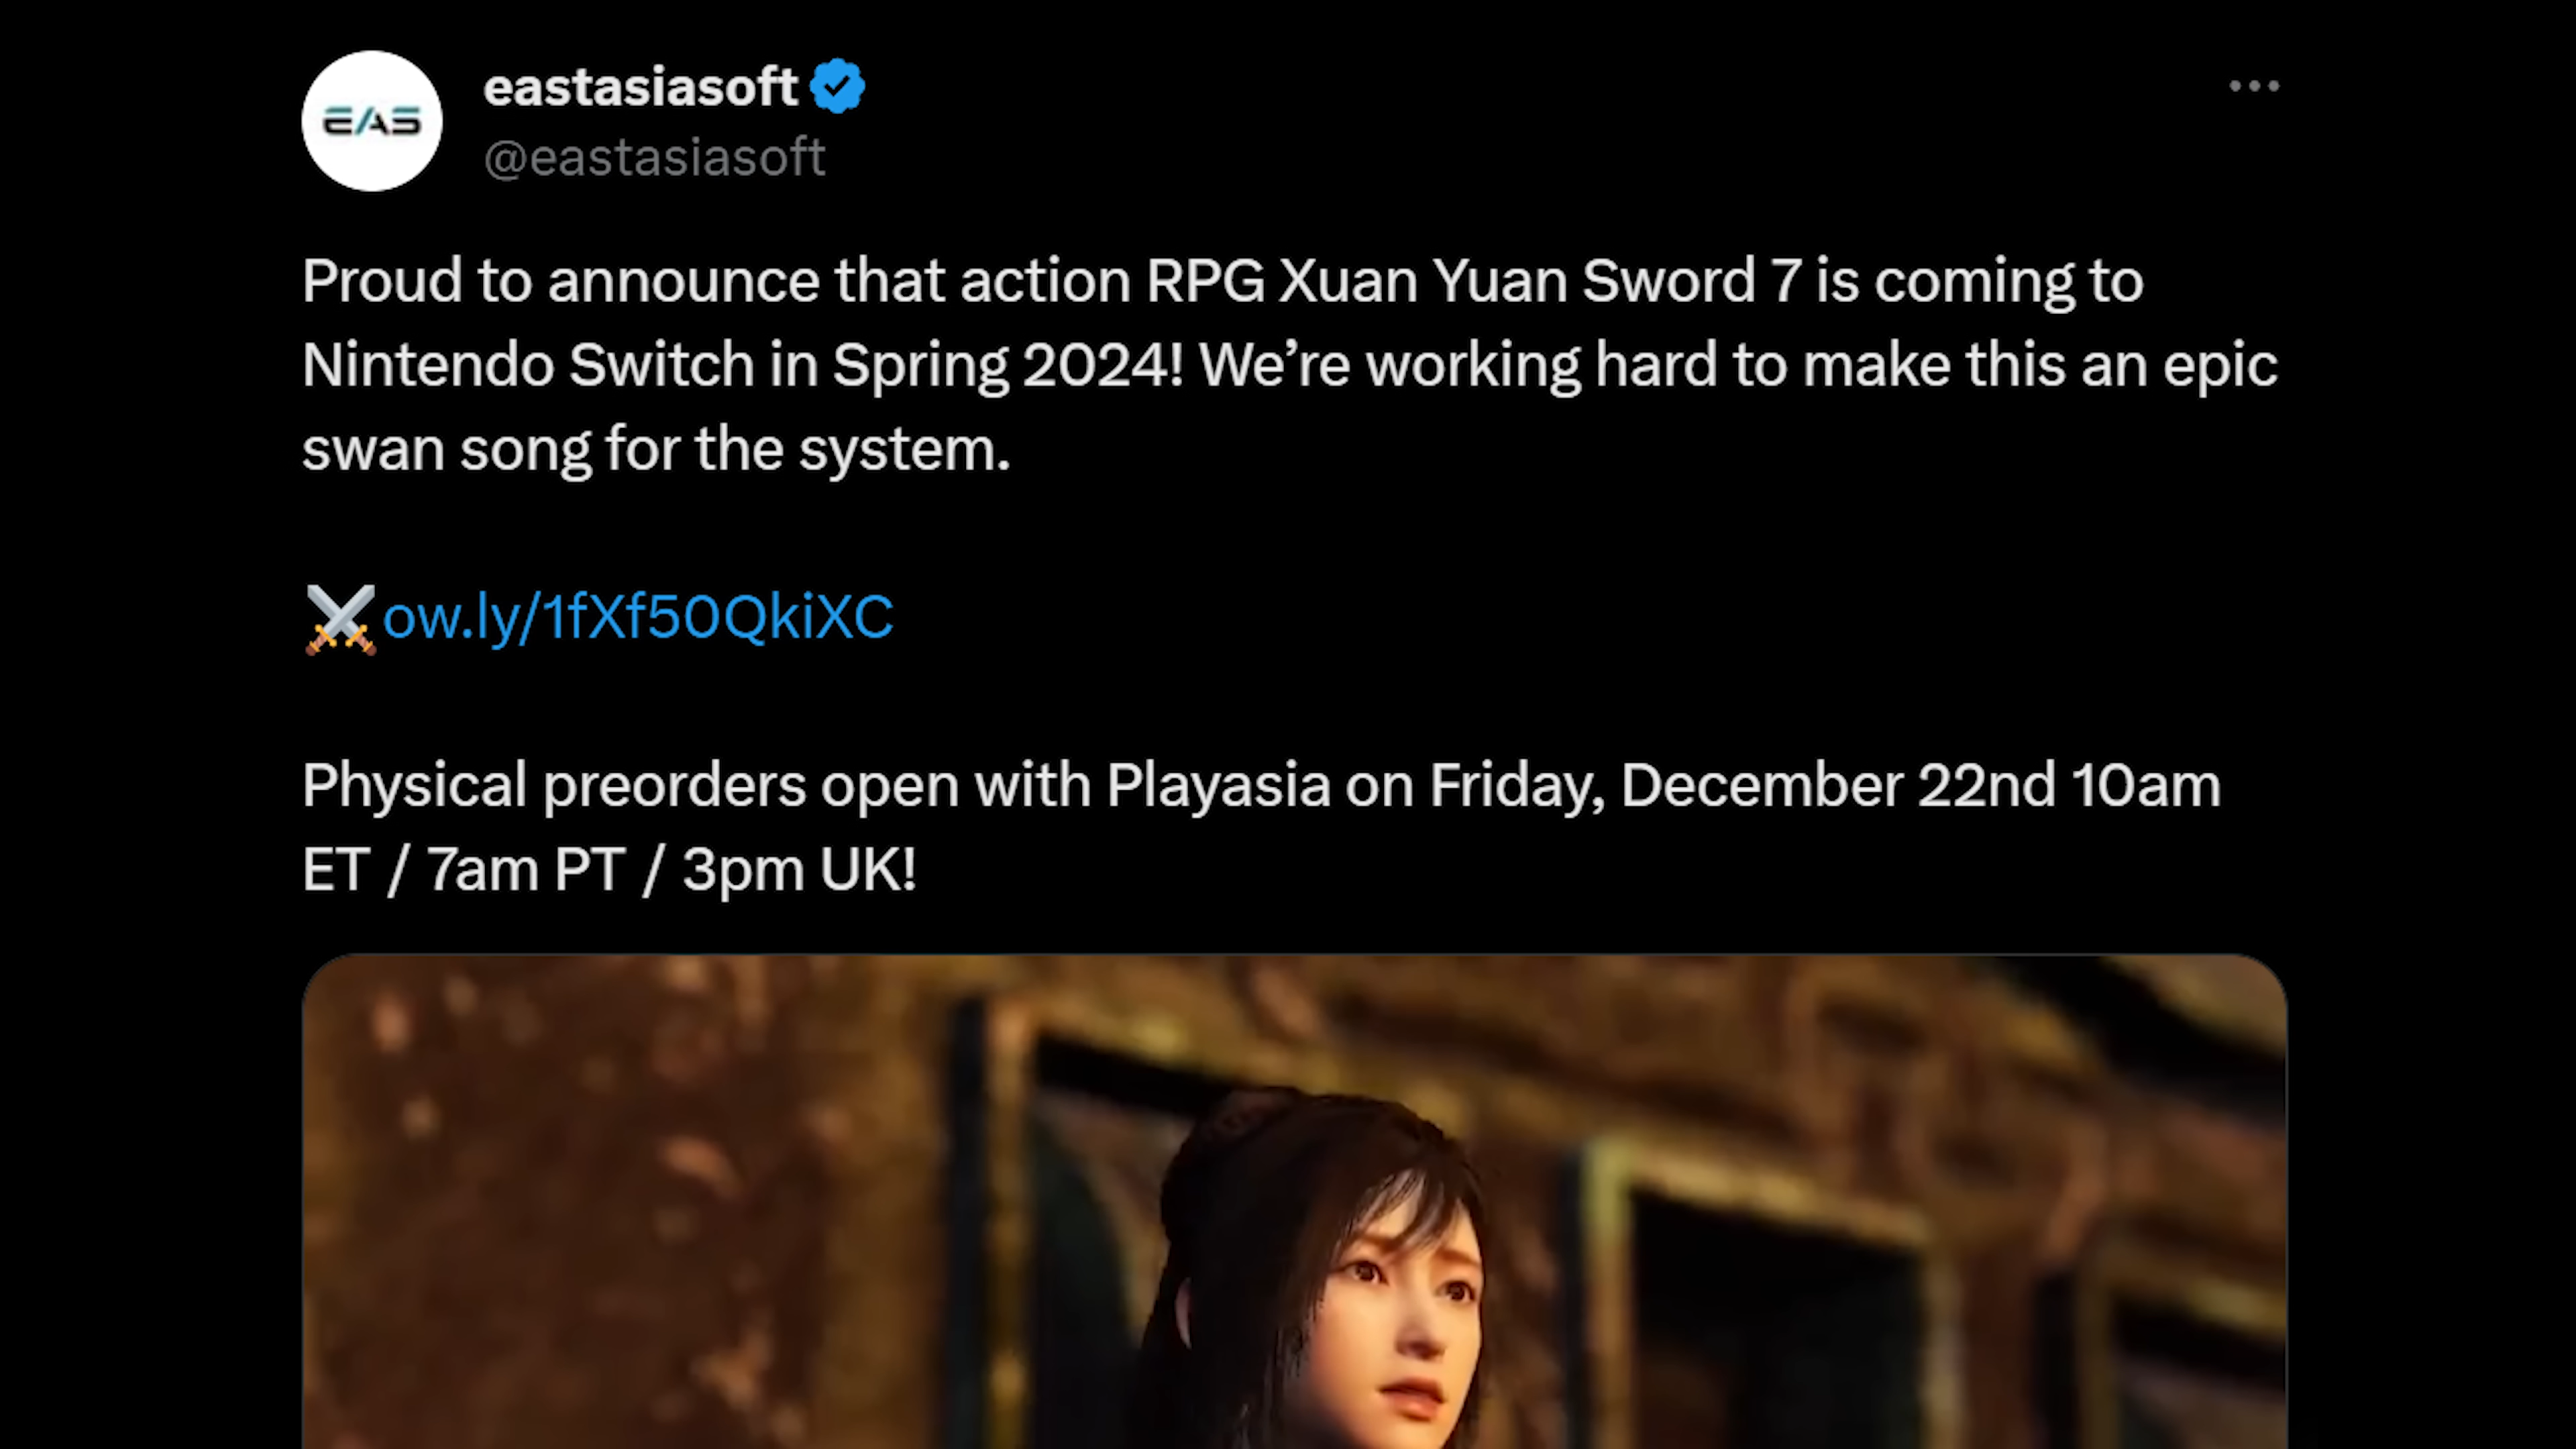 eastasiasoft
@eastasiasoft
EAS
Proud to announce that action RPG Xuan Yuan Sword 7 is coming to
Nintendo Switch in Spring 2024! We’re working hard to make this an epic
swan song for the system.
⚔️ow.ly/1fXf50QkiXC
Physical preorders open with Playasia on Friday, December 22nd 10am
ET / 7am PT / 3pm UK!